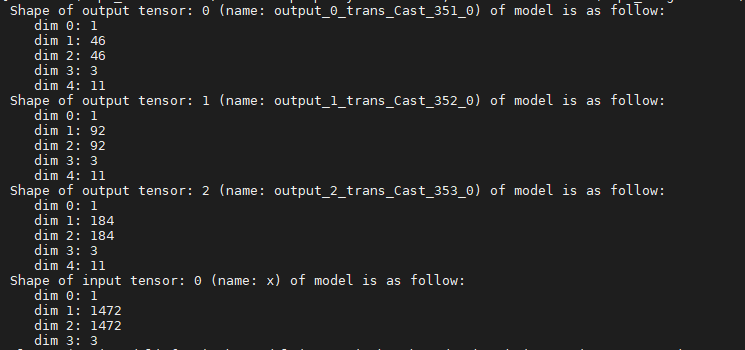 Shape of output tensor: 0 (name: output_0_trans_Cast_351_0) of model is as follow:
dim 0: 1
dim 1: 46
dim 2: 46
dim 3: 3
dim 4: 11
Shape of output tensor: 1 (name: output_1_trans_Cast_352_0) of model is as follow:
dim 0: 1
dim 1: 92
dim 2: 92
dim 3: 3
dim 4: 11
Shape of output tensor: 2 (name: output_2_trans_Cast_353_0) of model is as follow:
dim 0: 1
dim 1: 184
dim 2: 184
dim 3: 3
dim 4: 11
Shape of input tensor: 0 (name: x) of model is as follow:
dim 0: 1
dim 1: 1472
dim 2: 1472
dim 3: 3